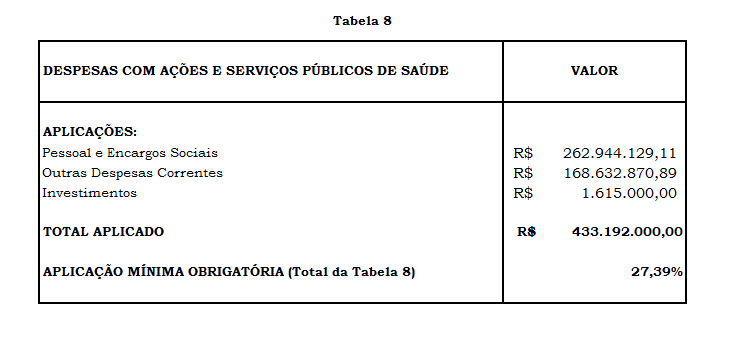 Tabela 8
DESPESAS COM AÇÕES E SERVIÇOS PÚBLICOS DE SAÚDE VALOR
APLICAÇÕES:
Pessoal e Encargos Sociais R$ 262.944.129,11
Outras Despesas Correntes R$ 168.632.870,89
Investimentos R$ 1.615.000,00
TOTAL APLICADO R$ 433.192.000,00
APLICAÇÃO MÍNIMA OBRIGATÓRIA (Total da Tabela 8) 27,39%